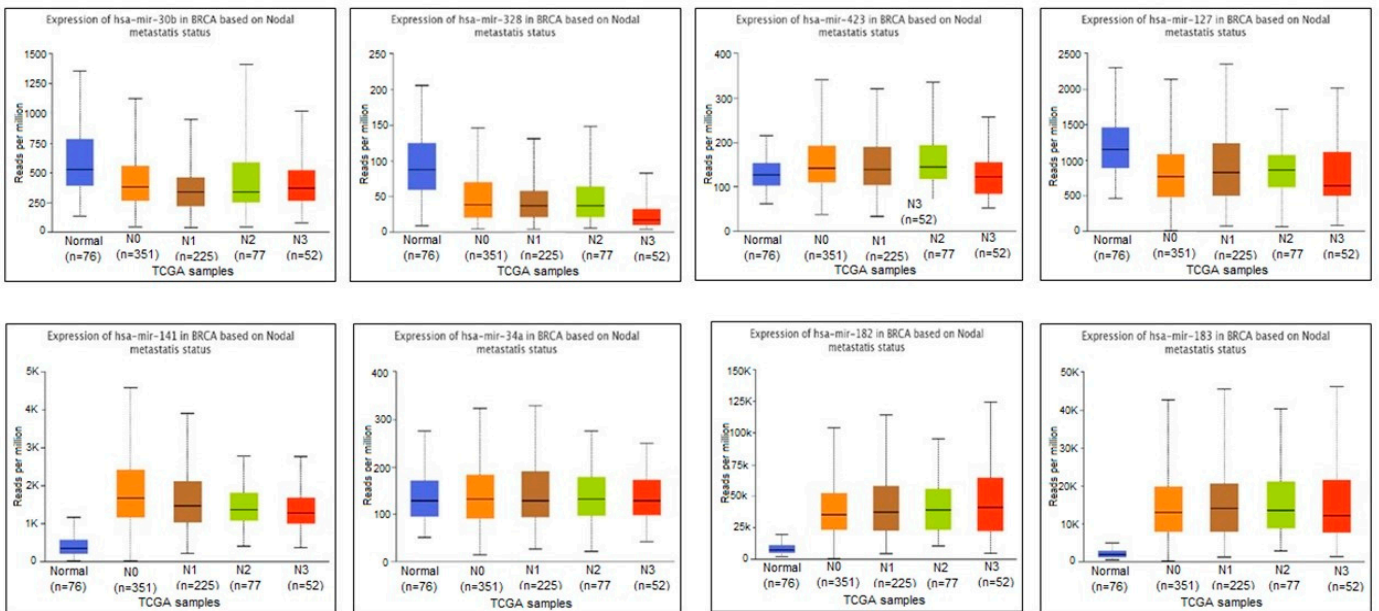 Expression of hsa-mir-30b in BRCA based on Nodal
metastatis status
Reads per million
1500
1250
1000
750
500
250
0
Normal
(n=76)
N0
(n=351)
N1
(n=225)
N2
(n=77
N3
(n=52)
TCGA samples
Expression of hsa-mir-328 in BRCA based on Nodal
metastatis status
Reads per million
250
200
150
100
50
0
Normal
(n=76)
N0
(n=351)
N1
(n=225)
N2
(n=77
N3
(n=52)
TCGA samples
Expression of hsa-mir-423 in BRCA based on Nodal
metastatis status
Reads per million
400
300
200
100
0
N3
(n=52)
Normal
(n=76)
N0
(n=351)
N1
(n=225)
N2
(n=77
N3
(n=52)
TCGA samples
Expression of hsa-mir-127 in BRCA based on Nodal
metastatis status
Reads per million
2500
2000
1500
1000
500
0
Normal
(n=76)
N0
(n=351)
N1
(n=225)
N2
(n=77
N3
(n=52)
TCGA samples
Expression of hsa-mir-141 in BRCA based on Nodal
metastatis status
Reads per million
5K
4K
3K
2K
1K
0
Normal
(n=76)
N0
(n=351)
N1
(n=225)
N2
(n=77
N3
(n=52)
TCGA samples
Expression of hsa-mir-34a in BRCA based on Nodal
metastatis status
Reads per million
400
300
200
100
0
Normal
(n=76)
N0
(n=351)
N1
(n=225)
N2
(n=77
N3
(n=52)
TCGA samples
Expression of hsa-mir-182 in BRCA based on Nodal
metastatis status
Reads per million
150K
125k
100k
75k
50k
25k
0
Normal
(n=76)
N0
(n=351)
N1
(n=225)
N2
(n=77
N3
(n=52)
TCGA samples
Expression of hsa-mir-183 in BRCA based on Nodal
metastatis status
Reads per million
50K
40K
30K
20K
10K
0
Normal
(n=76)
N0
(n=351)
N1
(n=225)
N2
(n=77
N3
(n=52)
TCGA samples